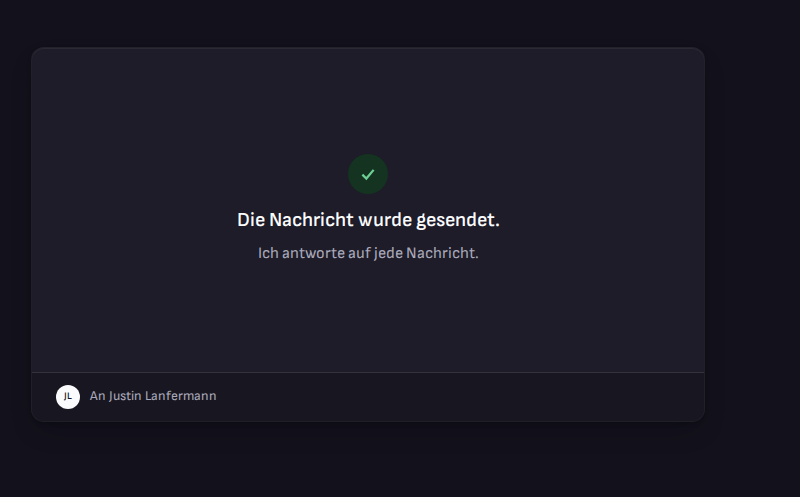 Die Nachricht wurde gesendet.
Ich antworte auf jede Nachricht.
JL An Justin Lanfermann